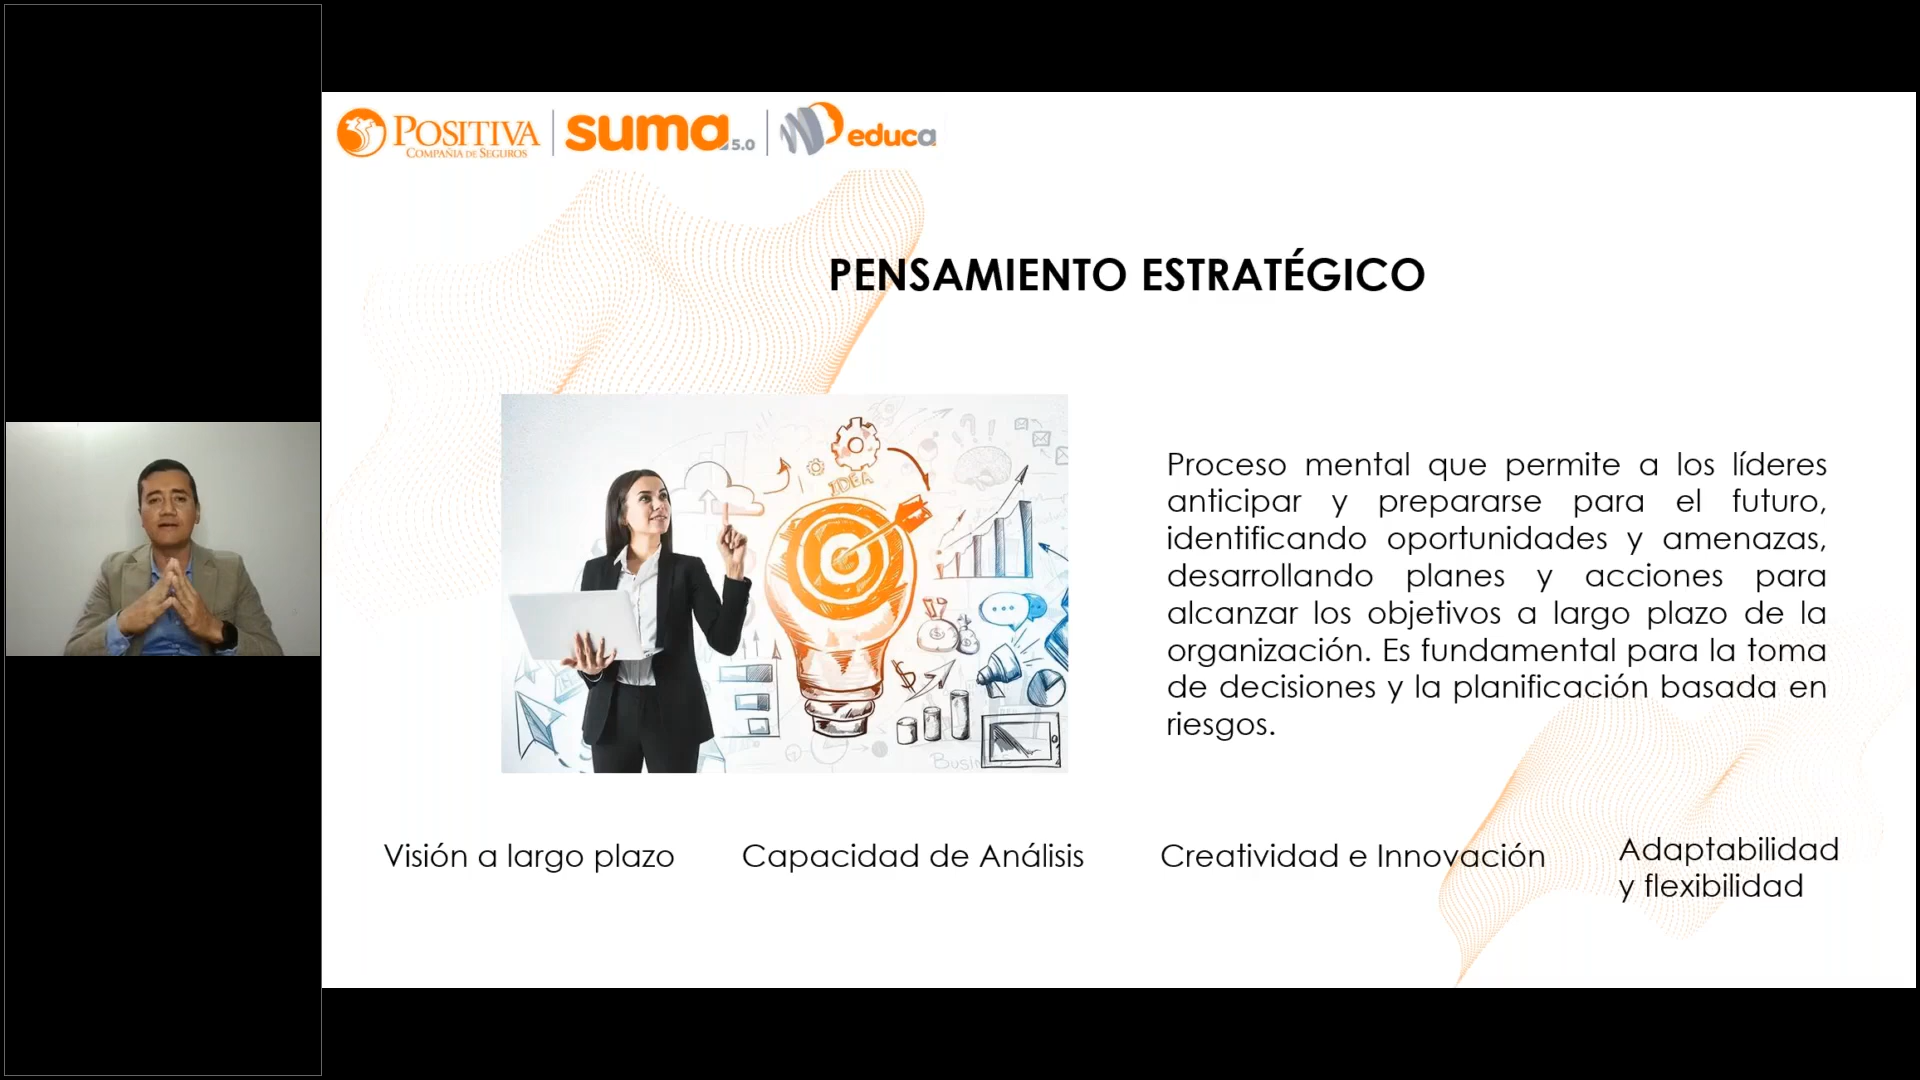 POSITIVA
COMPAÑIA DE SEGUROS
suma 5.0
educa
PENSAMIENTO ESTRATÉGICO
IDEA
Proceso mental que permite a los líderes
anticipar y prepararse para el futuro,
identificando oportunidades y amenazas,
desarrollando planes y acciones para
alcanzar los objetivos a largo plazo de la
organización. Es fundamental para la toma
de decisiones y la planificación basada en
riesgos.
Visión a largo plazo
Capacidad de Análisis
Creatividad e Innovación
Adaptabilidad
y flexibilidad